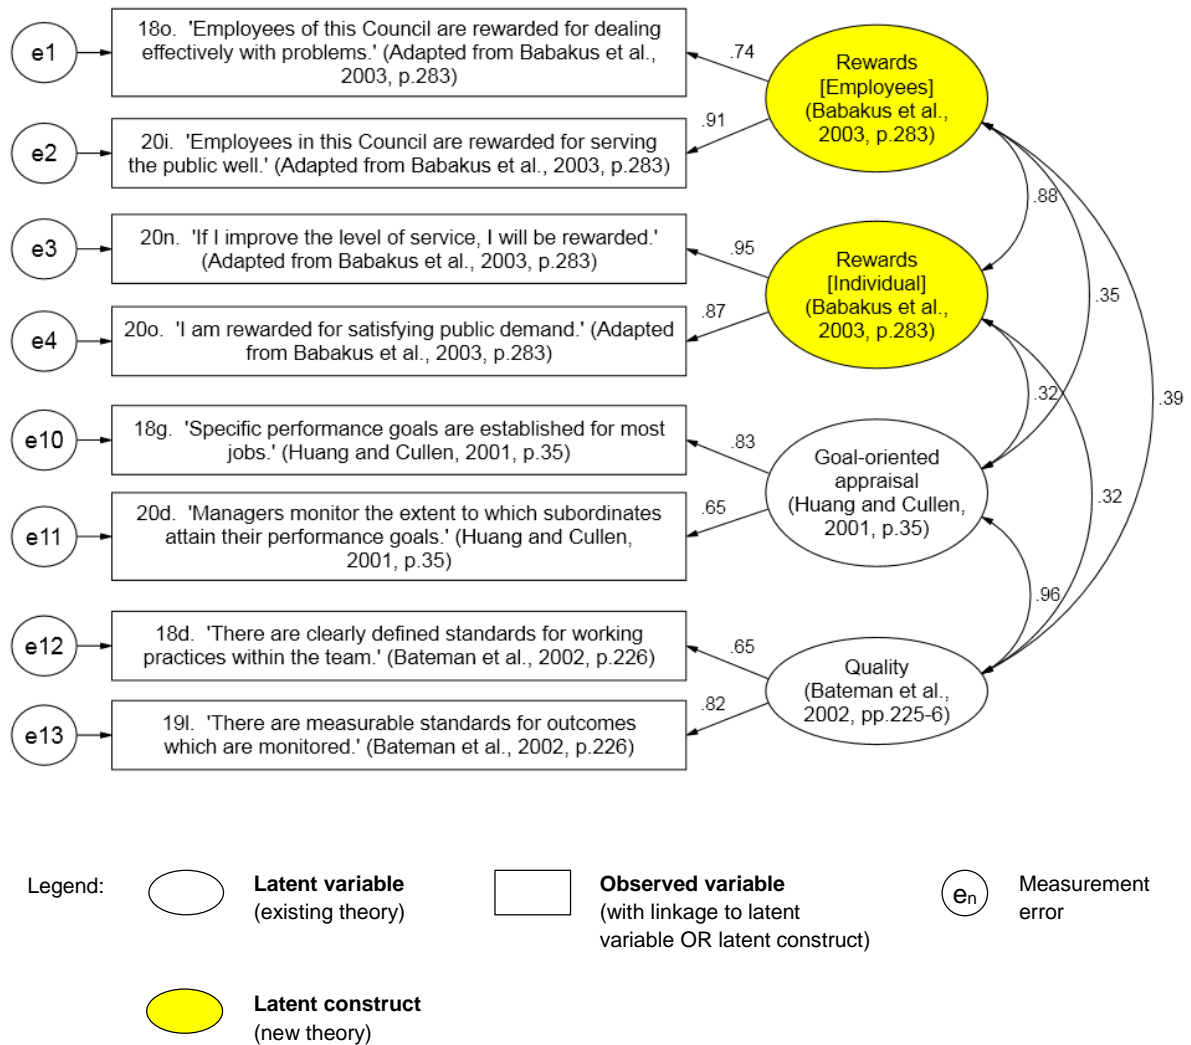 e1
18o. 'Employees of this Council are rewarded for dealing
effectively with problems.' (Adapted from Babakus et al.,
2003, p.283)
.74
Rewards
[Employees]
(Babakus et al.,
2003, p.283)
e2
20i. 'Employees in this Council are rewarded for serving
the public well.' (Adapted from Babakus et al., 2003, p.283)
.91
.88
e3
20n. 'If I improve the level of service, I will be rewarded.'
(Adapted from Babakus et al., 2003, p.283)
.95
Rewards
[Individual]
(Babakus et al.,
2003, p.283)
.35
e4
20o. 'I am rewarded for satisfying public demand.' (Adapted
from Babakus et al., 2003, p.283)
.87
.32
.39
e10
18g. 'Specific performance goals are established for most
jobs.' (Huang and Cullen, 2001, p.35)
.83
Goal-oriented
appraisal
(Huang and Cullen,
2001, p.35)
.32
e11
20d. 'Managers monitor the extent to which subordinates
attain their performance goals.' (Huang and Cullen,
2001, p.35)
.65
.96
e12
18d. 'There are clearly defined standards for working
practices within the team.' (Bateman et al., 2002, p.226)
.65
Quality
(Bateman et al.,
2002, pp.225-6)
e13
19l. 'There are measurable standards for outcomes
which are monitored.' (Bateman et al., 2002, p.226)
.82
Legend:
Latent variable
(existing theory)
Observed variable
(with linkage to latent
variable OR latent construct)
en
Measurement
error
Latent construct
(new theory)